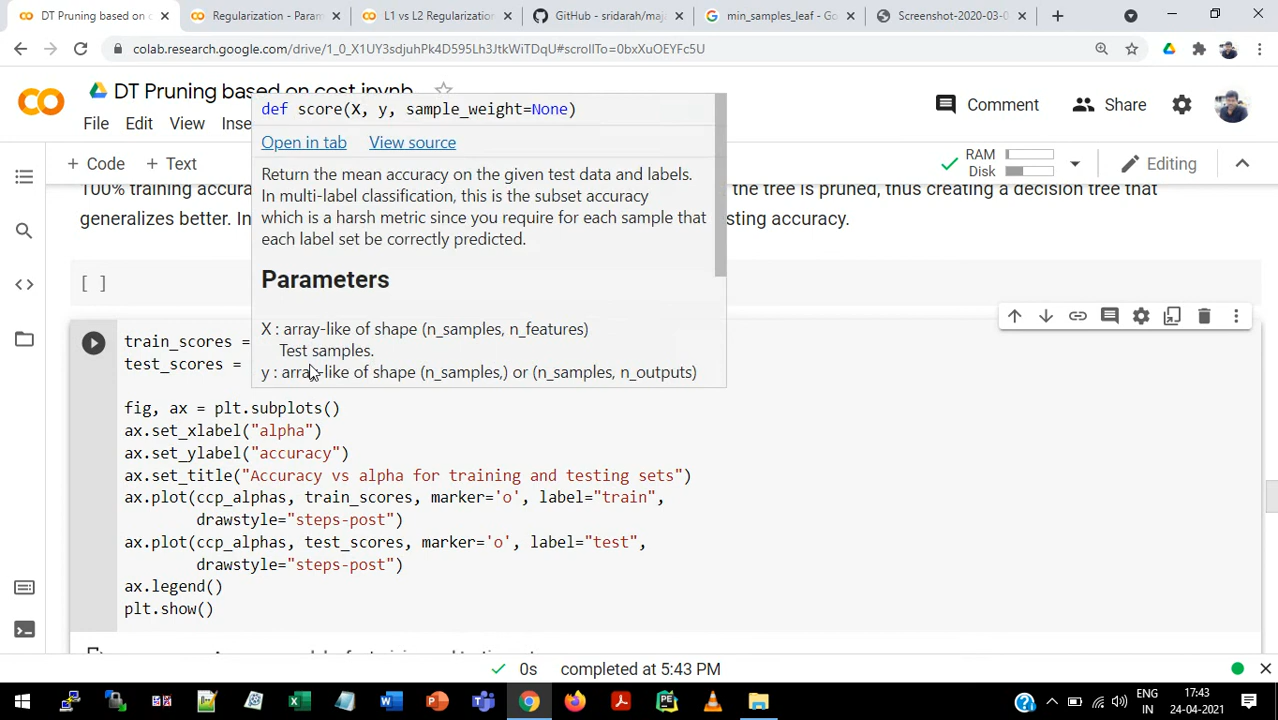 DT Pruning based on c
Regularization - Param
L1 vs L2 Regularization
GitHub - sridarah/maj
min_samples_leaf - Go
Screenshot-2020-03-0
colab.research.google.com/drive/1_0_X1UY3sdjuhPk4D595Lh3JtkWiTDqU#scrollTo=0bxXuOEYFc5U
DT Pruning based on cost.ipynb
Comment
Share
File Edit View Inse
+ Code + Text
RAM
Disk
Editing
def score(X, y, sample_weight=None)
Open in tab View source
Return the mean accuracy on the given test data and labels.
In multi-label classification, this is the subset accuracy
which is a harsh metric since you require for each sample that
each label set be correctly predicted.
Parameters
X : array-like of shape (n_samples, n_features)
Test samples.
y : array-like of shape (n_samples,) or (n_samples, n_outputs)
100% training accura the tree is pruned, thus creating a decision tree that
generalizes better. In sting accuracy.
[ ]
train_scores =
test_scores =
fig, ax = plt.subplots()
ax.set_xlabel("alpha")
ax.set_ylabel("accuracy")
ax.set_title("Accuracy vs alpha for training and testing sets")
ax.plot(ccp_alphas, train_scores, marker='o', label="train",
drawstyle="steps-post")
ax.plot(ccp_alphas, test_scores, marker='o', label="test",
drawstyle="steps-post")
ax.legend()
plt.show()
0s completed at 5:43 PM
ENG
IN
17:43
24-04-2021